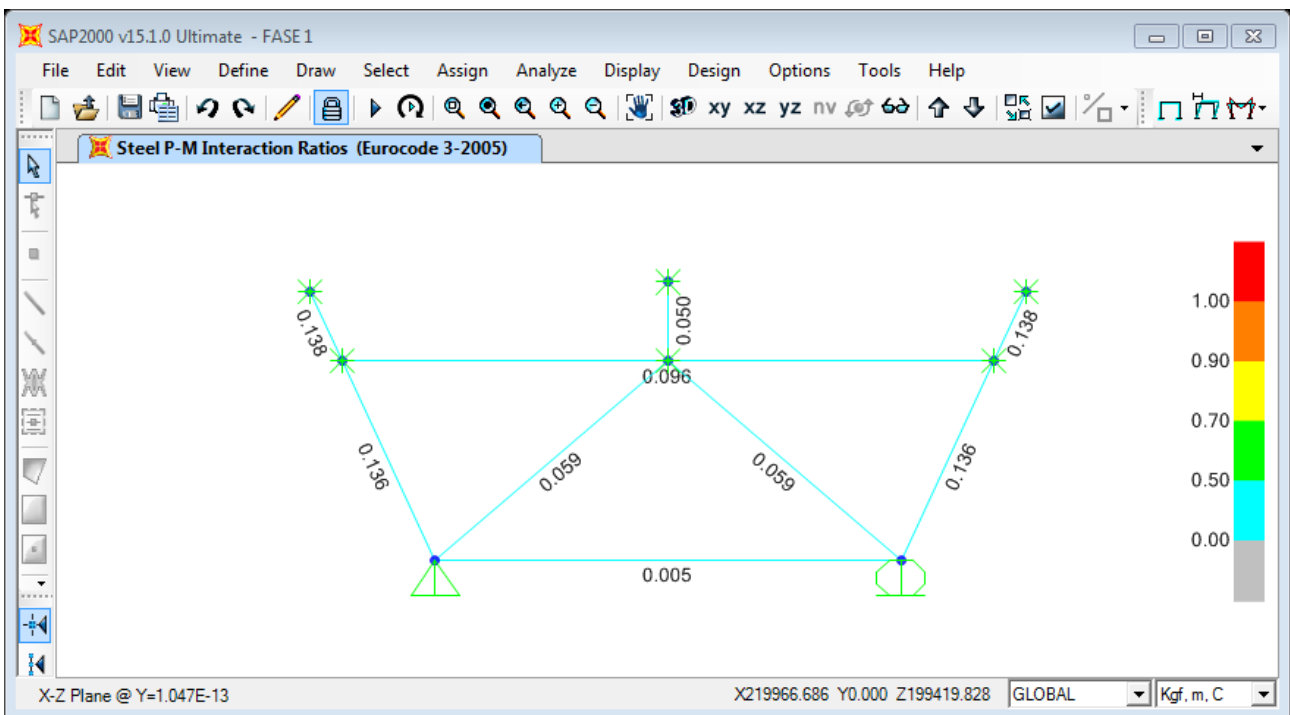 SAP2000 v15.1.0 Ultimate - FASE 1
File Edit View Define Draw Select Assign Analyze Display Design Options Tools Help
3D xy xz yz nv
Steel P-M Interaction Ratios (Eurocode 3-2005)
0.138
0.050
0.138
0.096
0.136
0.059
0.059
0.136
0.005
1.00
0.90
0.70
0.50
0.00
X-Z Plane @ Y=1.047E-13 X219966.686 Y0.000 Z199419.828 GLOBAL Kgf, m, C